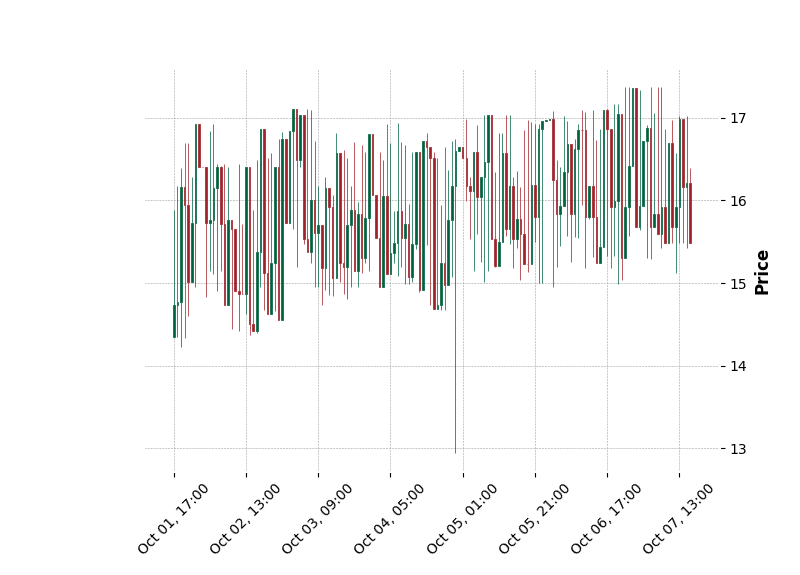 17
16
15
14
13
Price
Oct 01, 17:00
Oct 02, 13:00
Oct 03, 09:00
Oct 04, 05:00
Oct 05, 01:00
Oct 05, 21:00
Oct 06, 17:00
Oct 07, 13:00